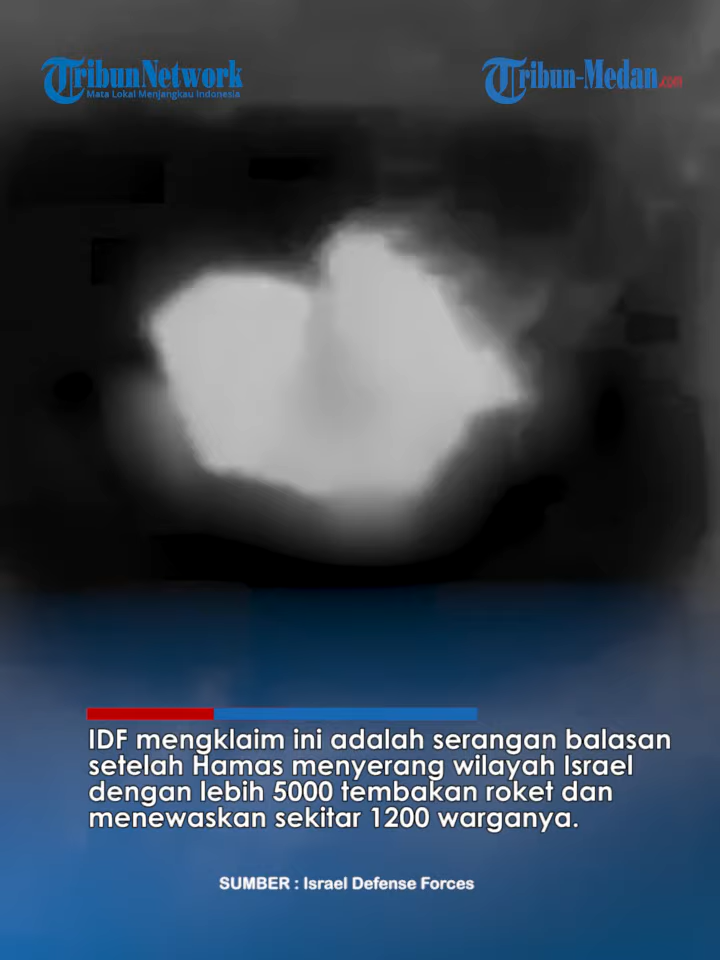 TribunNetwork
Mata Lokal Menjangkau Indonesia
Tribun-Medan.com
IDF mengklaim ini adalah serangan balasan
setelah Hamas menyerang wilayah Israel
dengan lebih 5000 tembakan roket dan
menewaskan sekitar 1200 warganya.
SUMBER : Israel Defense Forces